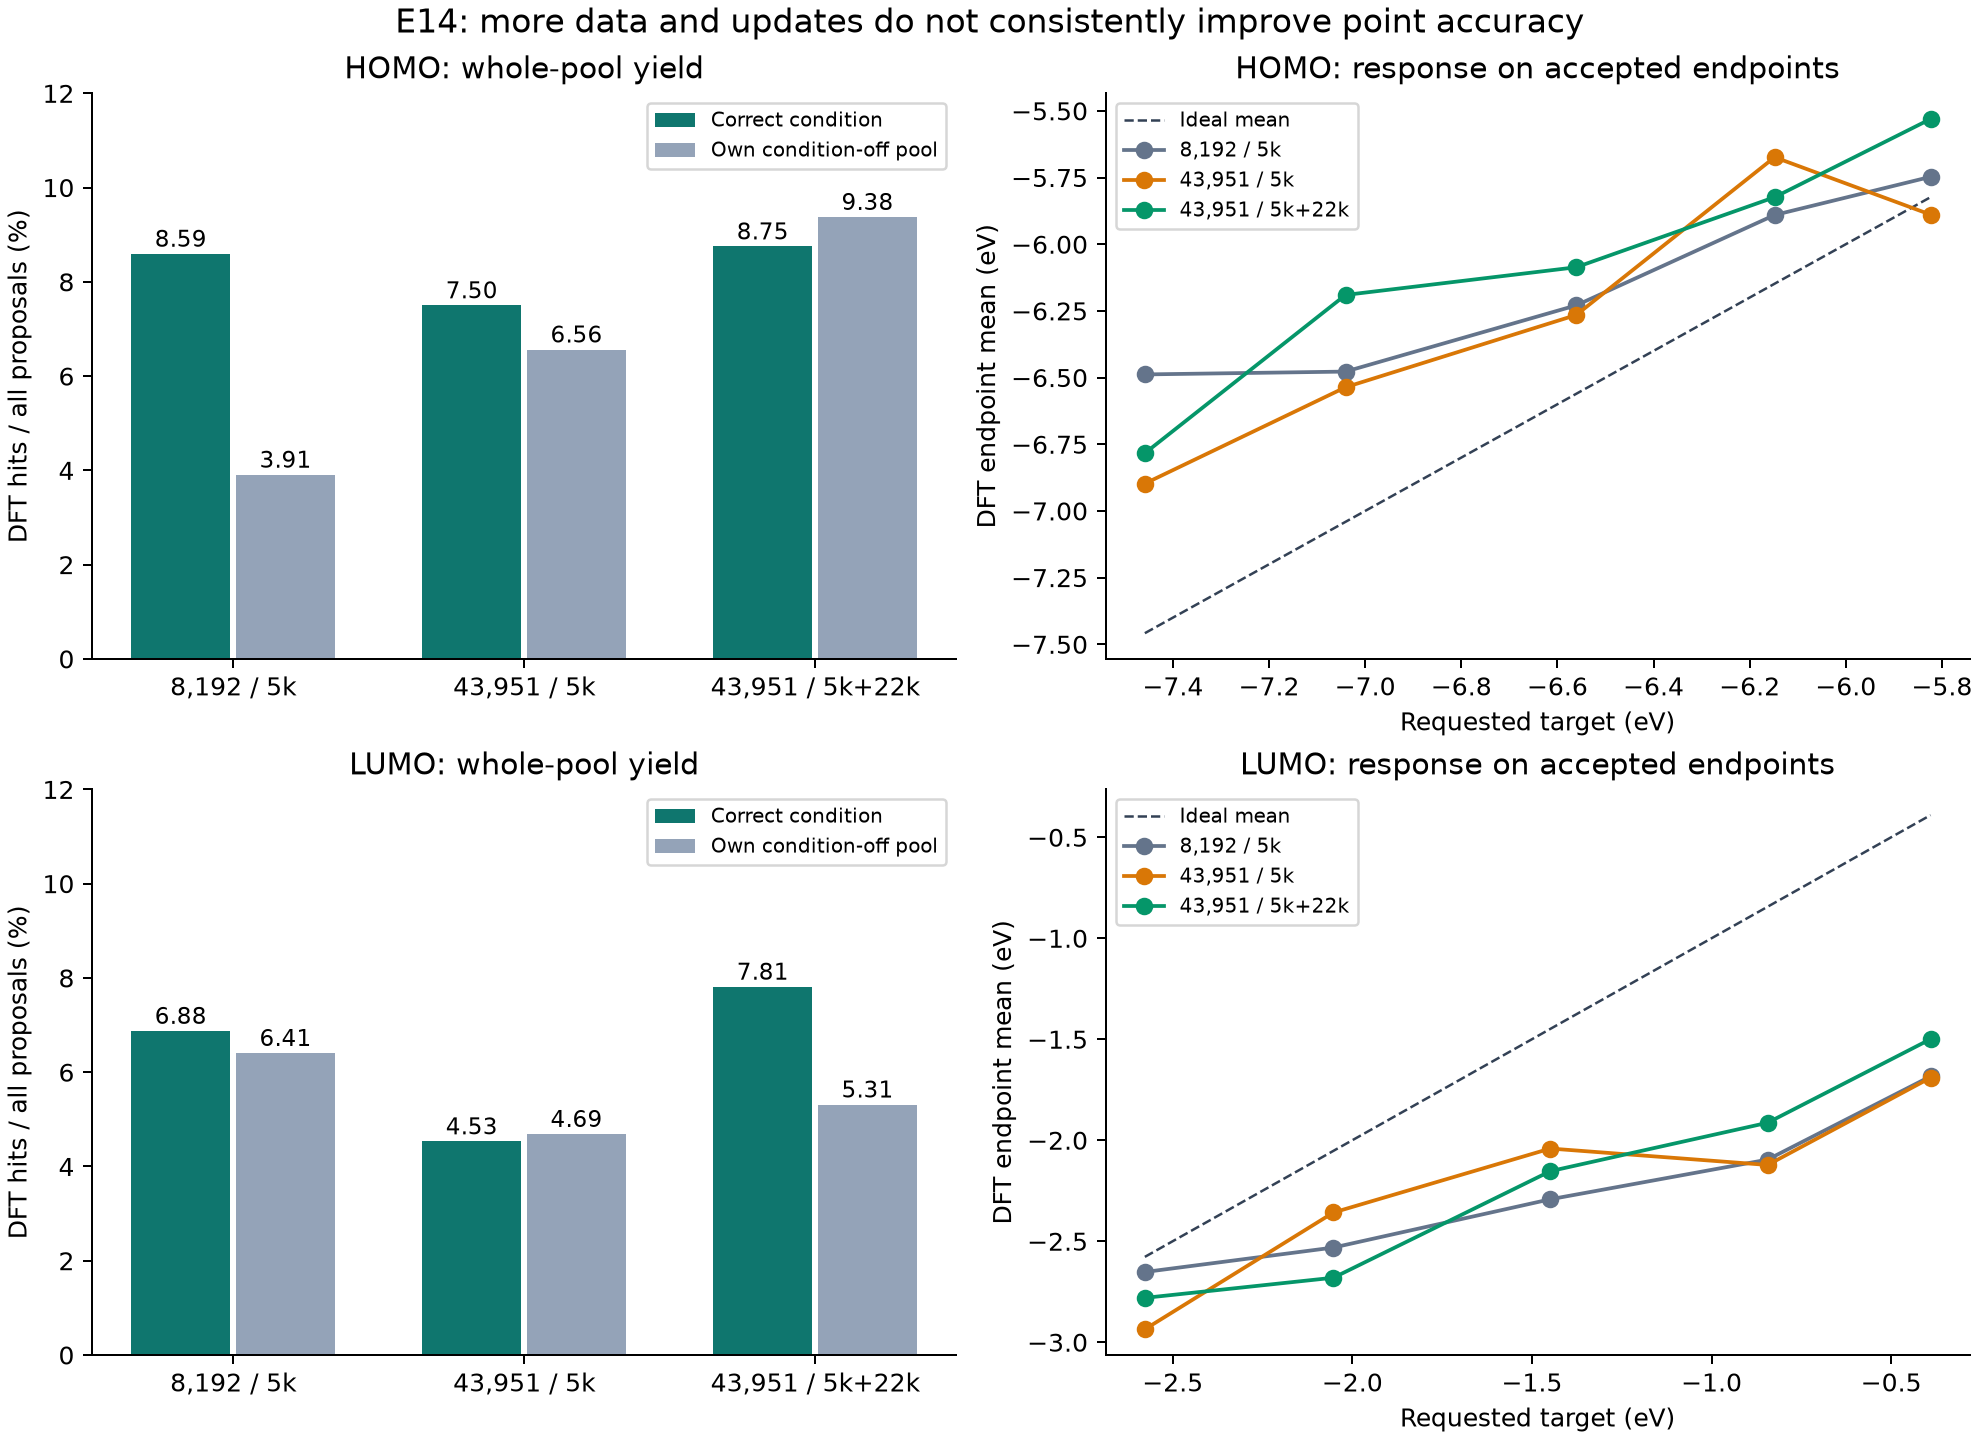 E14: more data and updates do not consistently improve point accuracy
HOMO: whole-pool yield
DFT hits / all proposals (%)
12
10
8
6
4
2
0
Correct condition
Own condition-off pool
8.59
3.91
7.50
6.56
8.75
9.38
8,192 / 5k
43,951 / 5k
43,951 / 5k+22k
HOMO: response on accepted endpoints
DFT endpoint mean (eV)
−5.50
−5.75
−6.00
−6.25
−6.50
−6.75
−7.00
−7.25
−7.50
Ideal mean
8,192 / 5k
43,951 / 5k
43,951 / 5k+22k
−7.4
−7.2
−7.0
−6.8
−6.6
−6.4
−6.2
−6.0
−5.8
Requested target (eV)
LUMO: whole-pool yield
DFT hits / all proposals (%)
12
10
8
6
4
2
0
Correct condition
Own condition-off pool
6.88
6.41
4.53
4.69
7.81
5.31
8,192 / 5k
43,951 / 5k
43,951 / 5k+22k
LUMO: response on accepted endpoints
DFT endpoint mean (eV)
−0.5
−1.0
−1.5
−2.0
−2.5
−3.0
Ideal mean
8,192 / 5k
43,951 / 5k
43,951 / 5k+22k
−2.5
−2.0
−1.5
−1.0
−0.5
Requested target (eV)